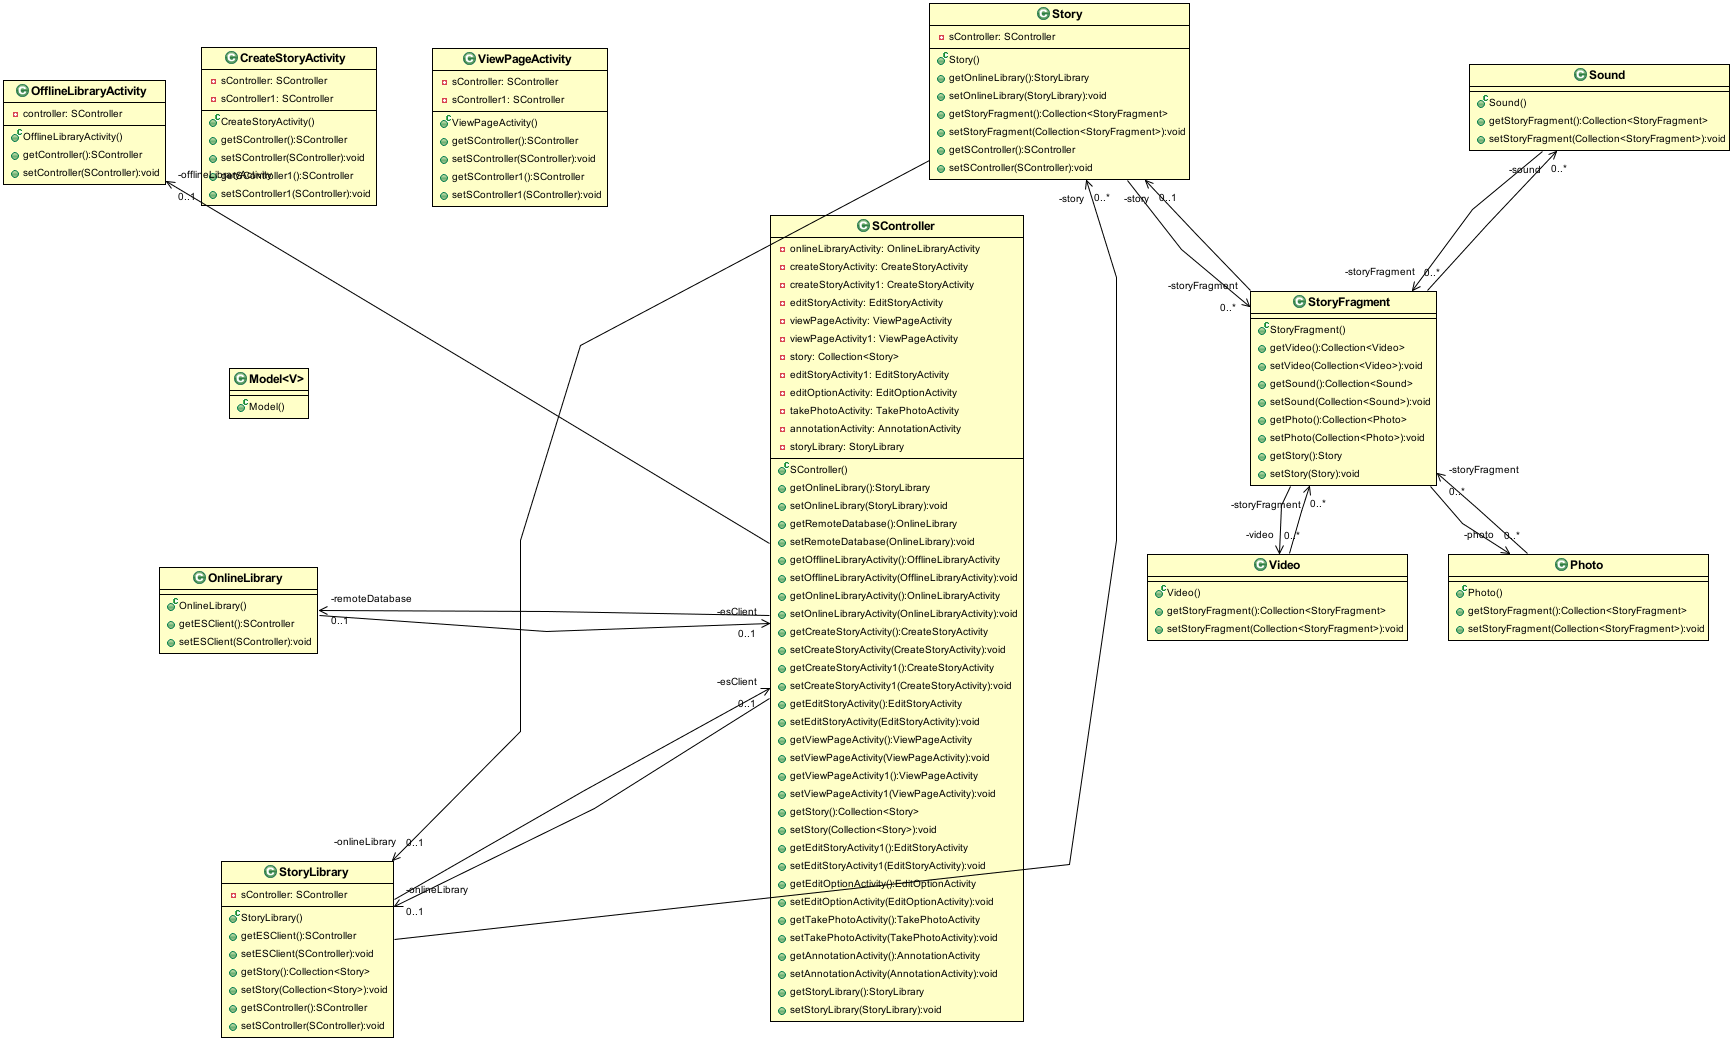 OfflineLibraryActivity
controller: SController
OfflineLibraryActivity()
getController():SController
setController(SController):void
CreateStoryActivity
sController: SController
sController1: SController
CreateStoryActivity()
getSController():SController
setSController(SController):void
getSController1():SController
setSController1(SController):void
-offlineLibraryActivity
0..1
ViewPageActivity
sController: SController
sController1: SController
ViewPageActivity()
getSController():SController
setSController(SController):void
getSController1():SController
setSController1(SController):void
Story
sController: SController
Story()
getOnlineLibrary():StoryLibrary
setOnlineLibrary(StoryLibrary):void
getStoryFragment():Collection<StoryFragment>
setStoryFragment(Collection<StoryFragment>):void
getSController():SController
setSController(SController):void
-story
0..*
-story
0..1
Sound
Sound()
getStoryFragment():Collection<StoryFragment>
setStoryFragment(Collection<StoryFragment>):void
-sound
0..*
-storyFragment
0..*
-storyFragment
0..*
StoryFragment
StoryFragment()
getVideo():Collection<Video>
setVideo(Collection<Video>):void
getSound():Collection<Sound>
setSound(Collection<Sound>):void
getPhoto():Collection<Photo>
setPhoto(Collection<Photo>):void
getStory():Story
setStory(Story):void
-storyFragment
0..*
-storyFragment
0..*
-video
0..*
-photo
0..*
Video
Video()
getStoryFragment():Collection<StoryFragment>
setStoryFragment(Collection<StoryFragment>):void
Photo
Photo()
getStoryFragment():Collection<StoryFragment>
setStoryFragment(Collection<StoryFragment>):void
SController
onlineLibraryActivity: OnlineLibraryActivity
createStoryActivity: CreateStoryActivity
createStoryActivity1: CreateStoryActivity
editStoryActivity: EditStoryActivity
viewPageActivity: ViewPageActivity
viewPageActivity1: ViewPageActivity
story: Collection<Story>
editStoryActivity1: EditStoryActivity
editOptionActivity: EditOptionActivity
takePhotoActivity: TakePhotoActivity
annotationActivity: AnnotationActivity
storyLibrary: StoryLibrary
SController()
getOnlineLibrary():StoryLibrary
setOnlineLibrary(StoryLibrary):void
getRemoteDatabase():OnlineLibrary
setRemoteDatabase(OnlineLibrary):void
getOfflineLibraryActivity():OfflineLibraryActivity
setOfflineLibraryActivity(OfflineLibraryActivity):void
getOnlineLibraryActivity():OnlineLibraryActivity
setOnlineLibraryActivity(OnlineLibraryActivity):void
getCreateStoryActivity():CreateStoryActivity
setCreateStoryActivity(CreateStoryActivity):void
getCreateStoryActivity1():CreateStoryActivity
setCreateStoryActivity1(CreateStoryActivity):void
getEditStoryActivity():EditStoryActivity
setEditStoryActivity(EditStoryActivity):void
getViewPageActivity():ViewPageActivity
setViewPageActivity(ViewPageActivity):void
getViewPageActivity1():ViewPageActivity
setViewPageActivity1(ViewPageActivity):void
getStory():Collection<Story>
setStory(Collection<Story>):void
getEditStoryActivity1():EditStoryActivity
setEditStoryActivity1(EditStoryActivity):void
getEditOptionActivity():EditOptionActivity
setEditOptionActivity(EditOptionActivity):void
getTakePhotoActivity():TakePhotoActivity
setTakePhotoActivity(TakePhotoActivity):void
getAnnotationActivity():AnnotationActivity
setAnnotationActivity(AnnotationActivity):void
getStoryLibrary():StoryLibrary
setStoryLibrary(StoryLibrary):void
Model<V>
Model()
OnlineLibrary
OnlineLibrary()
getESClient():SController
setESClient(SController):void
-remoteDatabase
0..1
-esClient
0..1
-esClient
0..1
-onlineLibrary
0..1
-onlineLibrary
0..1
StoryLibrary
sController: SController
StoryLibrary()
getESClient():SController
setESClient(SController):void
getStory():Collection<Story>
setStory(Collection<Story>):void
getSController():SController
setSController(SController):void